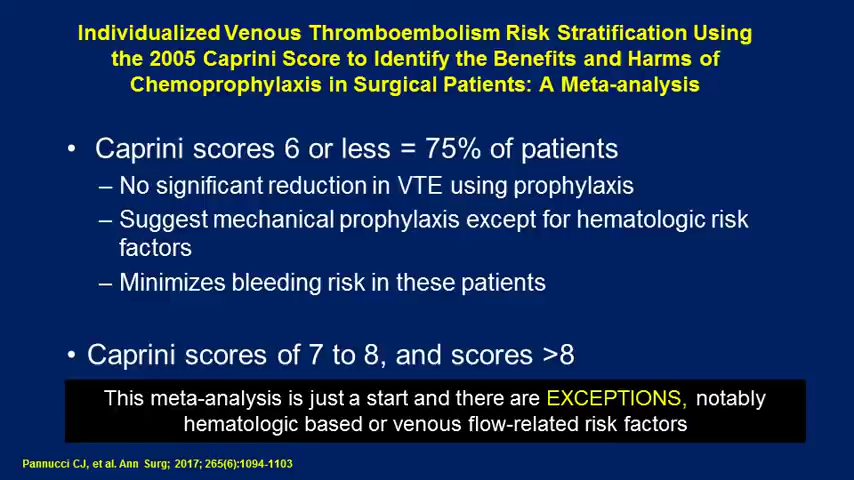 Individualized Venous Thromboembolism Risk Stratification Using
the 2005 Caprini Score to Identify the Benefits and Harms of
Chemoprophylaxis in Surgical Patients: A Meta-analysis
• Caprini scores 6 or less = 75% of patients
– No significant reduction in VTE using prophylaxis
– Suggest mechanical prophylaxis except for hematologic risk
factors
– Minimizes bleeding risk in these patients
• Caprini scores of 7 to 8, and scores >8
This meta-analysis is just a start and there are EXCEPTIONS, notably
hematologic based or venous flow-related risk factors
Pannucci CJ, et al. Ann Surg; 2017; 265(6):1094-1103